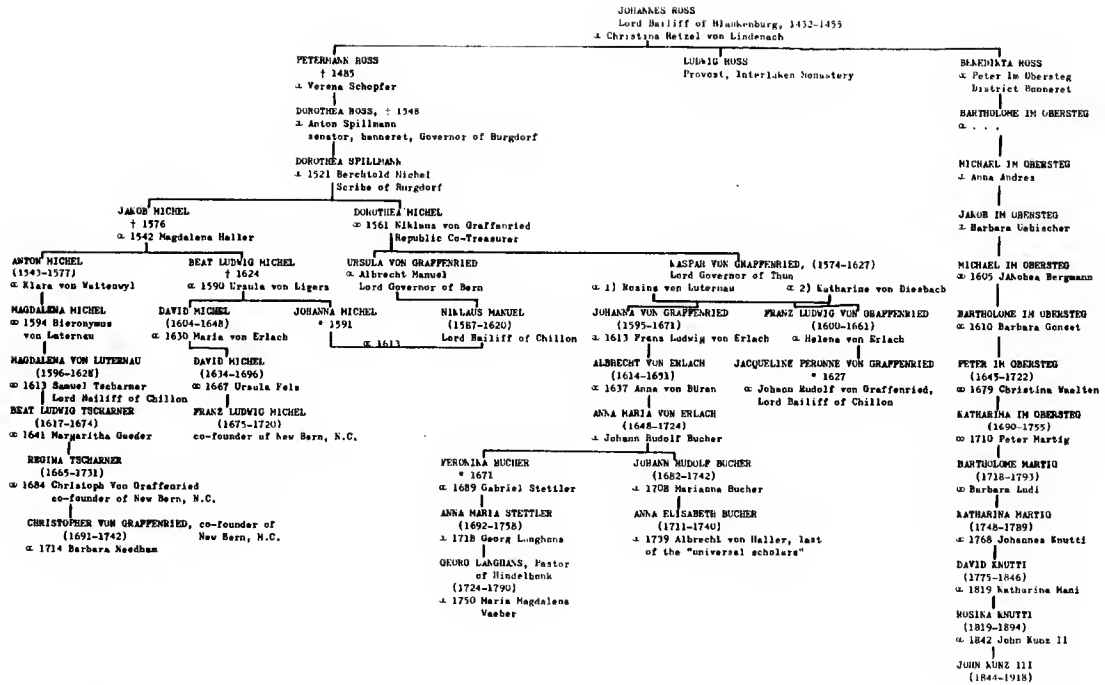 JOHANNES ROSS
Lord Bailiff of Blankenburg, 1452-1455
Christina Hetzel von Lindenach
PETERMANN ROSS
† 1485
Verena Schopfer
DOROTHEA ROSS, † 1548
Anton Spillmann
senator, banneret, Governor of Burgdorf
DOROTHEA SPILLMANN
1521 Berchtold Michel
Scribe of Burgdorf
LUDWIG ROSS
Provost, Interlaken Monastery
BENEDIKTA ROSS
Peter Im Obersteg
District Bonneret
BARTHOLOME IM OBERSTEG
∞ . . .
MICHAEL IM OBERSTEG
Anna Andres
JAKOB IM OBERSTEG
Barbara Uebischer
MICHAEL IM OBERSTEG
∞ 1605 Jakobea Bergmann
BARTHOLOME IM OBERSTEG
∞ 1610 Barbara Gonset
PETER IM OBERSTEG
(1645-1722)
∞ 1679 Christina Waelten
KATHARINA IM OBERSTEG
(1690-1755)
∞ 1710 Peter Martig
BARTHOLOME MARTIG
(1718-1793)
∞ Barbara Ludi
KATHARINA MARTIG
(1748-1789)
∞ 1768 Johannes Knutti
DAVID KNUTTI
(1775-1846)
∞ 1819 Katharina Mani
ROSINA KNUTTI
(1819-1894)
∞ 1842 John Kunz II
JOHN KUNZ III
(1844-1918)
JAKOB MICHEL
† 1576
∞ 1542 Magdalena Haller
DOROTHEA MICHEL
∞ 1561 Niklaus von Graffenried
Republic Co-Treasurer
ANTON MICHEL
(1543-1577)
∞ Klara von Wattenwyl
MAGDALENA MICHEL
∞ 1594 Hieronymus
von Luternau
MAGDALENA VON LUTERNAU
(1596-1628)
∞ 1613 Samuel Tscharner
Lord Bailiff of Chillon
BEAT LUDWIG TSCHARNER
(1617-1674)
∞ 1641 Margaritha Goeder
REGINA TSCHARNER
(1665-1731)
∞ 1684 Christoph Von Graffenried
co-founder of New Bern, N.C.
CHRISTOPHER VON GRAFFENRIED, co-founder of
(1691-1742) New Bern, N.C.
∞ 1714 Barbara Needham
BEAT LUDWIG MICHEL
† 1624
∞ 1590 Ursula von Ligerz
DAVID MICHEL
(1604-1648)
∞ 1630 Maria von Erlach
DAVID MICHEL
(1634-1696)
∞ 1667 Ursula Fels
FRANZ LUDWIG MICHEL
(1675-1720)
co-founder of New Bern, N.C.
JOHANNA MICHEL
* 1591
∞ 1613
URSULA VON GRAFFENRIED
∞ Albrecht Manuel
Lord Governor of Bern
NIKLAUS MANUEL
(1587-1620)
Lord Bailiff of Chillon
KASPAR VON GRAFFENRIED, (1574-1627)
Lord Governor of Thun
∞ 1) Rosina von Luternau
∞ 2) Katharina von Diesbach
JOHANNA VON GRAFFENRIED
(1595-1671)
∞ 1613 Franz Ludwig von Erlach
ALBRECHT VON ERLACH
(1614-1651)
∞ 1637 Anna von Büren
ANNA MARIA VON ERLACH
(1648-1724)
Johann Rudolf Bucher
FRANZ LUDWIG VON GRAFFENRIED
(1600-1661)
∞ Helena von Erlach
JACQUELINE PERONNE VON GRAFFENRIED
* 1627
∞ Johann Rudolf von Graffenried,
Lord Bailiff of Chillon
VERONIKA BUCHER
* 1671
∞ 1689 Gabriel Stettler
ANNA MARIA STETTLER
(1692-1758)
1718 Georg Langhans
GEORG LANGHANS, Pastor
of Hindelbank
(1724-1790)
1750 Maria Magdalena
Waeber
JOHANN RUDOLF BUCHER
(1682-1742)
1708 Marianna Bucher
ANNA ELISABETH BUCHER
(1711-1740)
1739 Albrecht von Haller, last
of the "universal scholars"